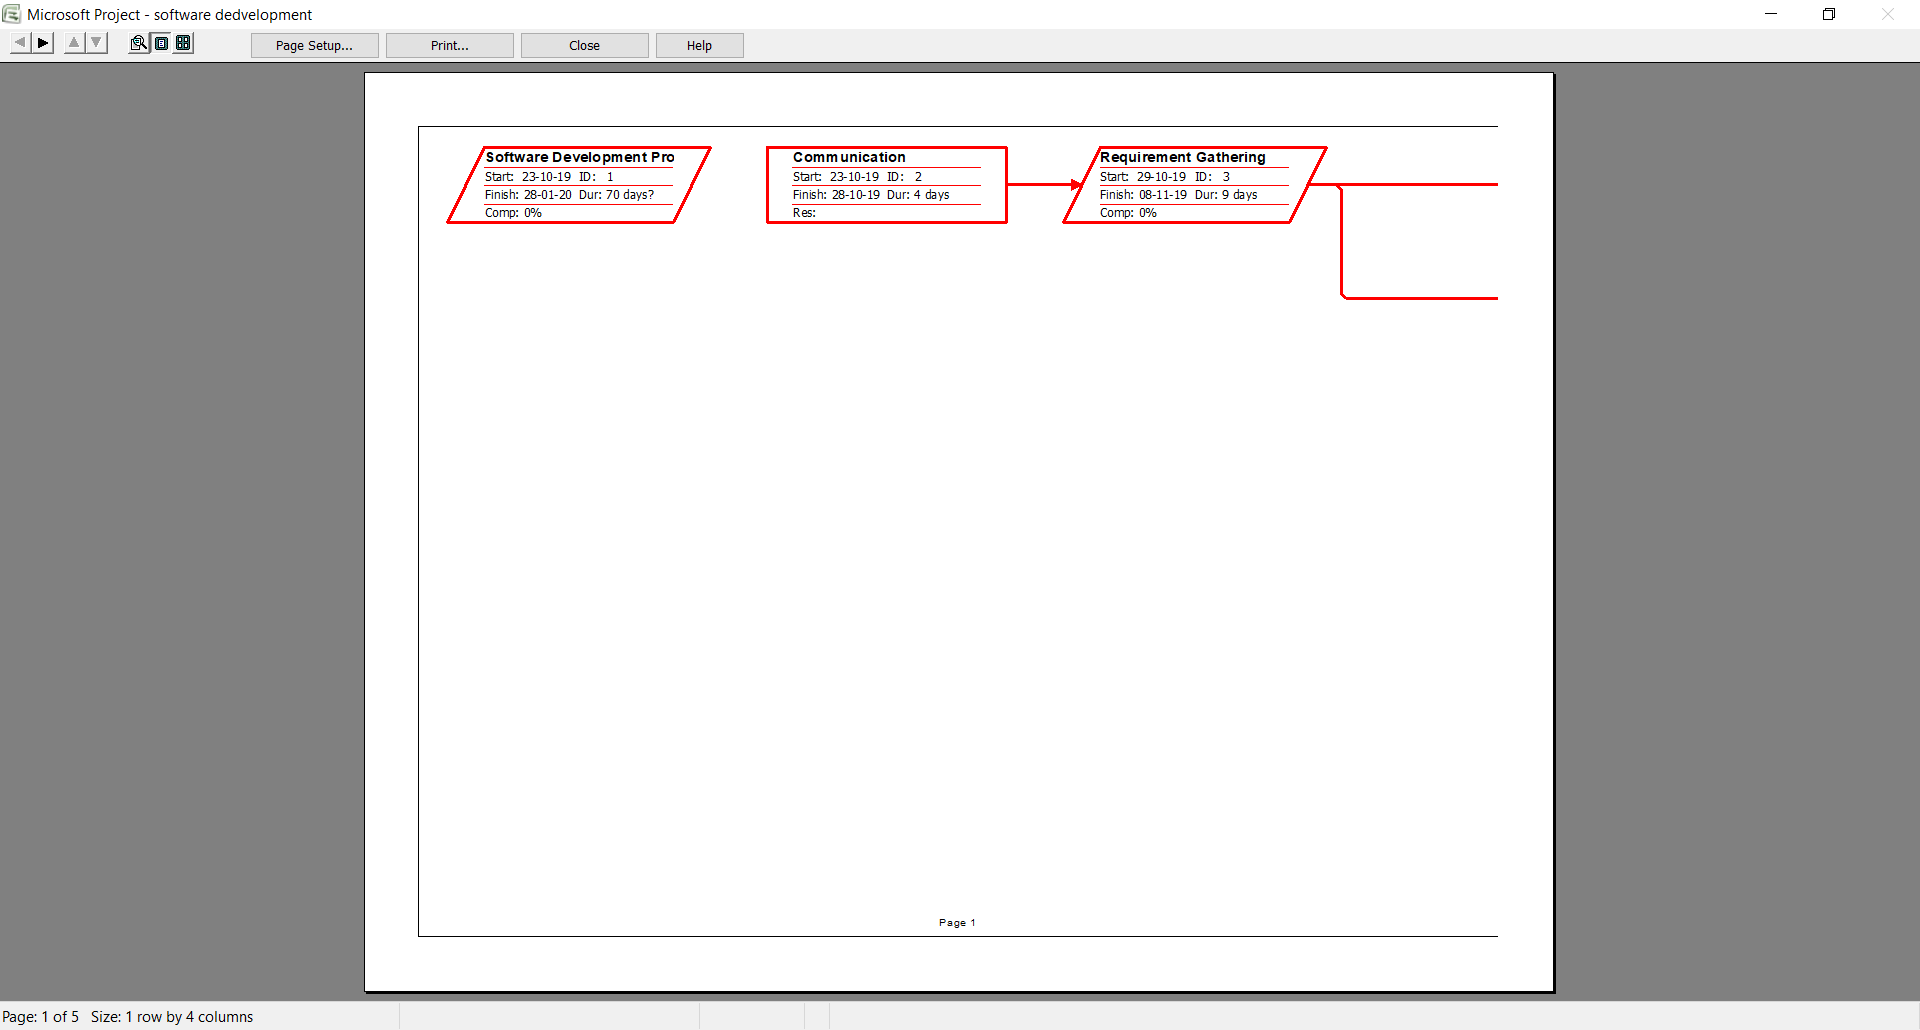 Microsoft Project - software dedvelopment
Page Setup... Print... Close Help
Software Development Pro
Start: 23-10-19 ID: 1
Finish: 28-01-20 Dur: 70 days?
Comp: 0%
Communication
Start: 23-10-19 ID: 2
Finish: 28-10-19 Dur: 4 days
Res:
Requirement Gathering
Start: 29-10-19 ID: 3
Finish: 08-11-19 Dur: 9 days
Comp: 0%
Page 1
Page: 1 of 5 Size: 1 row by 4 columns